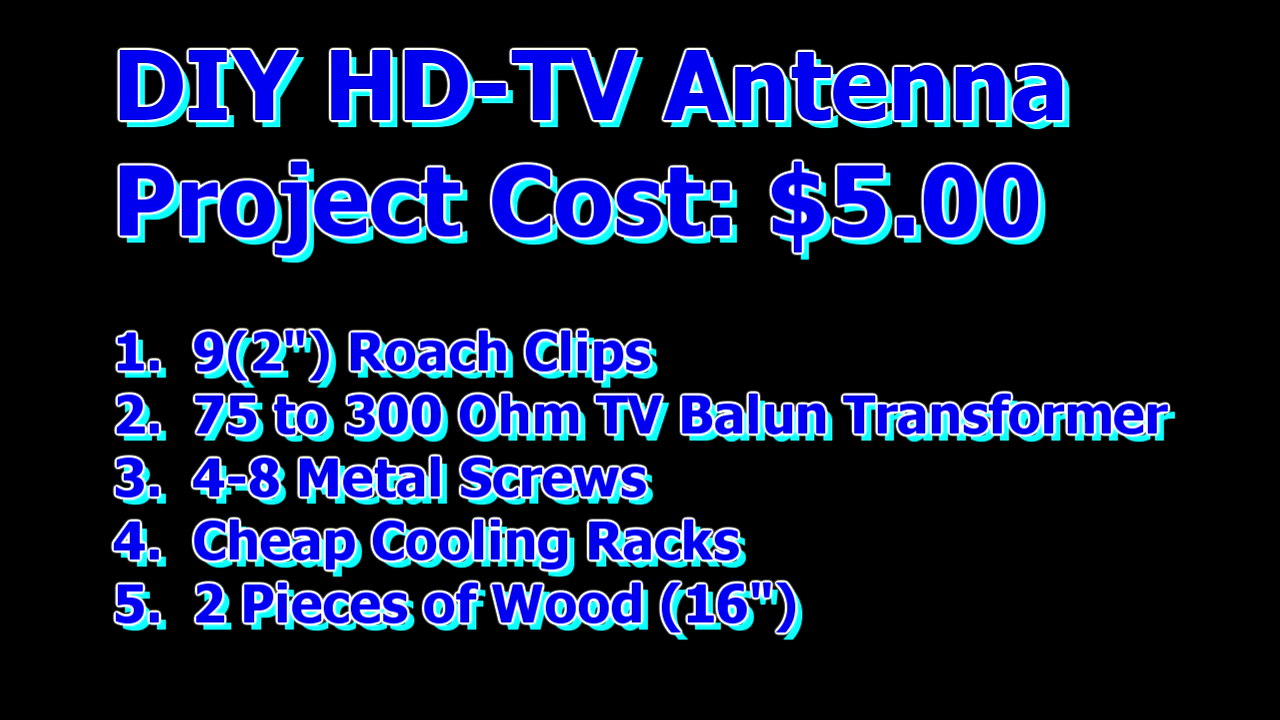 DIY HD-TV Antenna
Project Cost: $5.00
1. 9(2") Roach Clips
2. 75 to 300 Ohm TV Balun Transformer
3. 4-8 Metal Screws
4. Cheap Cooling Racks
5. 2 Pieces of Wood (16")